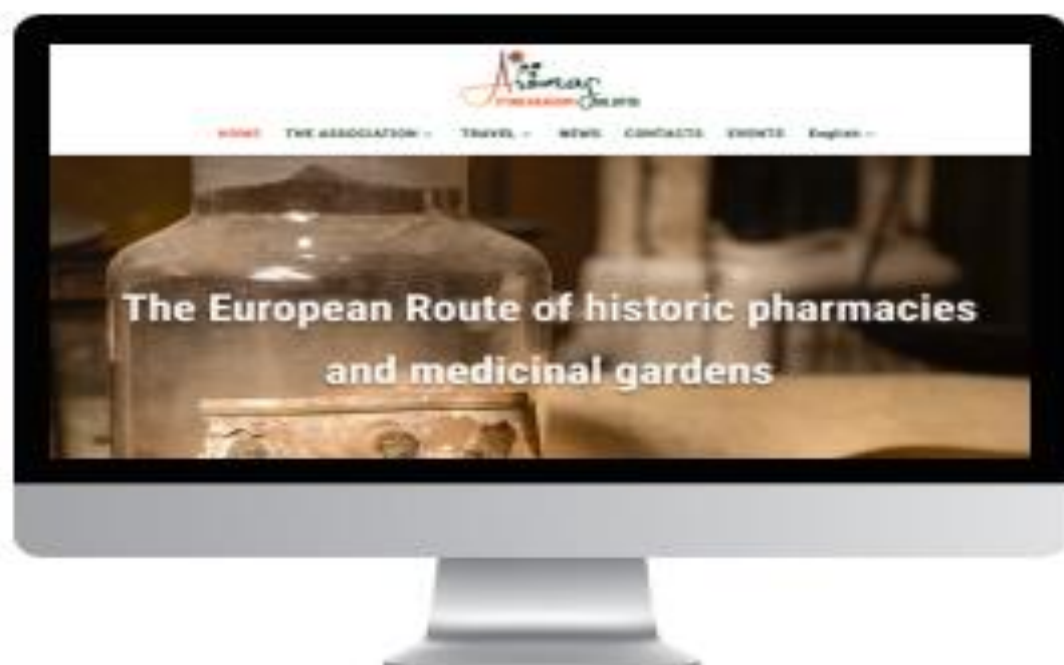 HOME THE ASSOCIATION TRAVEL NEWS CONTACTS EVENTS English
The European Route of historic pharmacies
and medicinal gardens